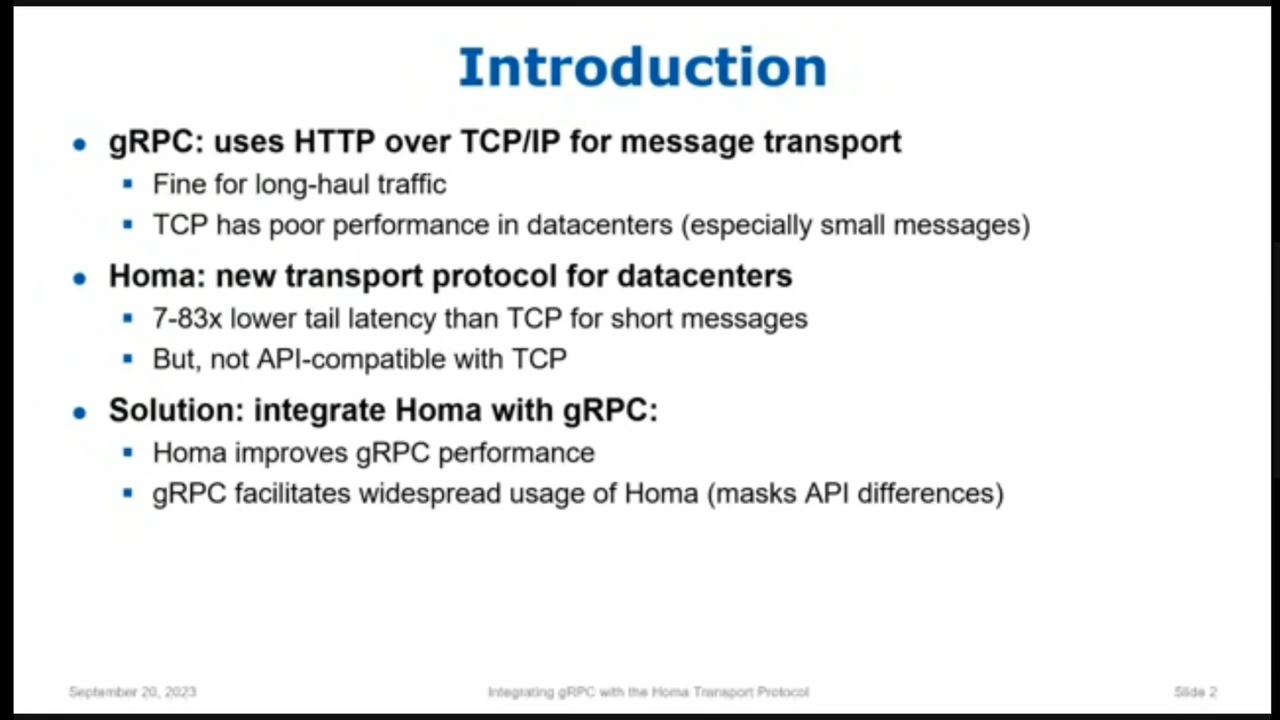 Introduction
• gRPC: uses HTTP over TCP/IP for message transport
▪ Fine for long-haul traffic
▪ TCP has poor performance in datacenters (especially small messages)
• Homa: new transport protocol for datacenters
▪ 7-83x lower tail latency than TCP for short messages
▪ But, not API-compatible with TCP
• Solution: integrate Homa with gRPC:
▪ Homa improves gRPC performance
▪ gRPC facilitates widespread usage of Homa (masks API differences)
September 20, 2023
Integrating gRPC with the Homa Transport Protocol
Slide 2